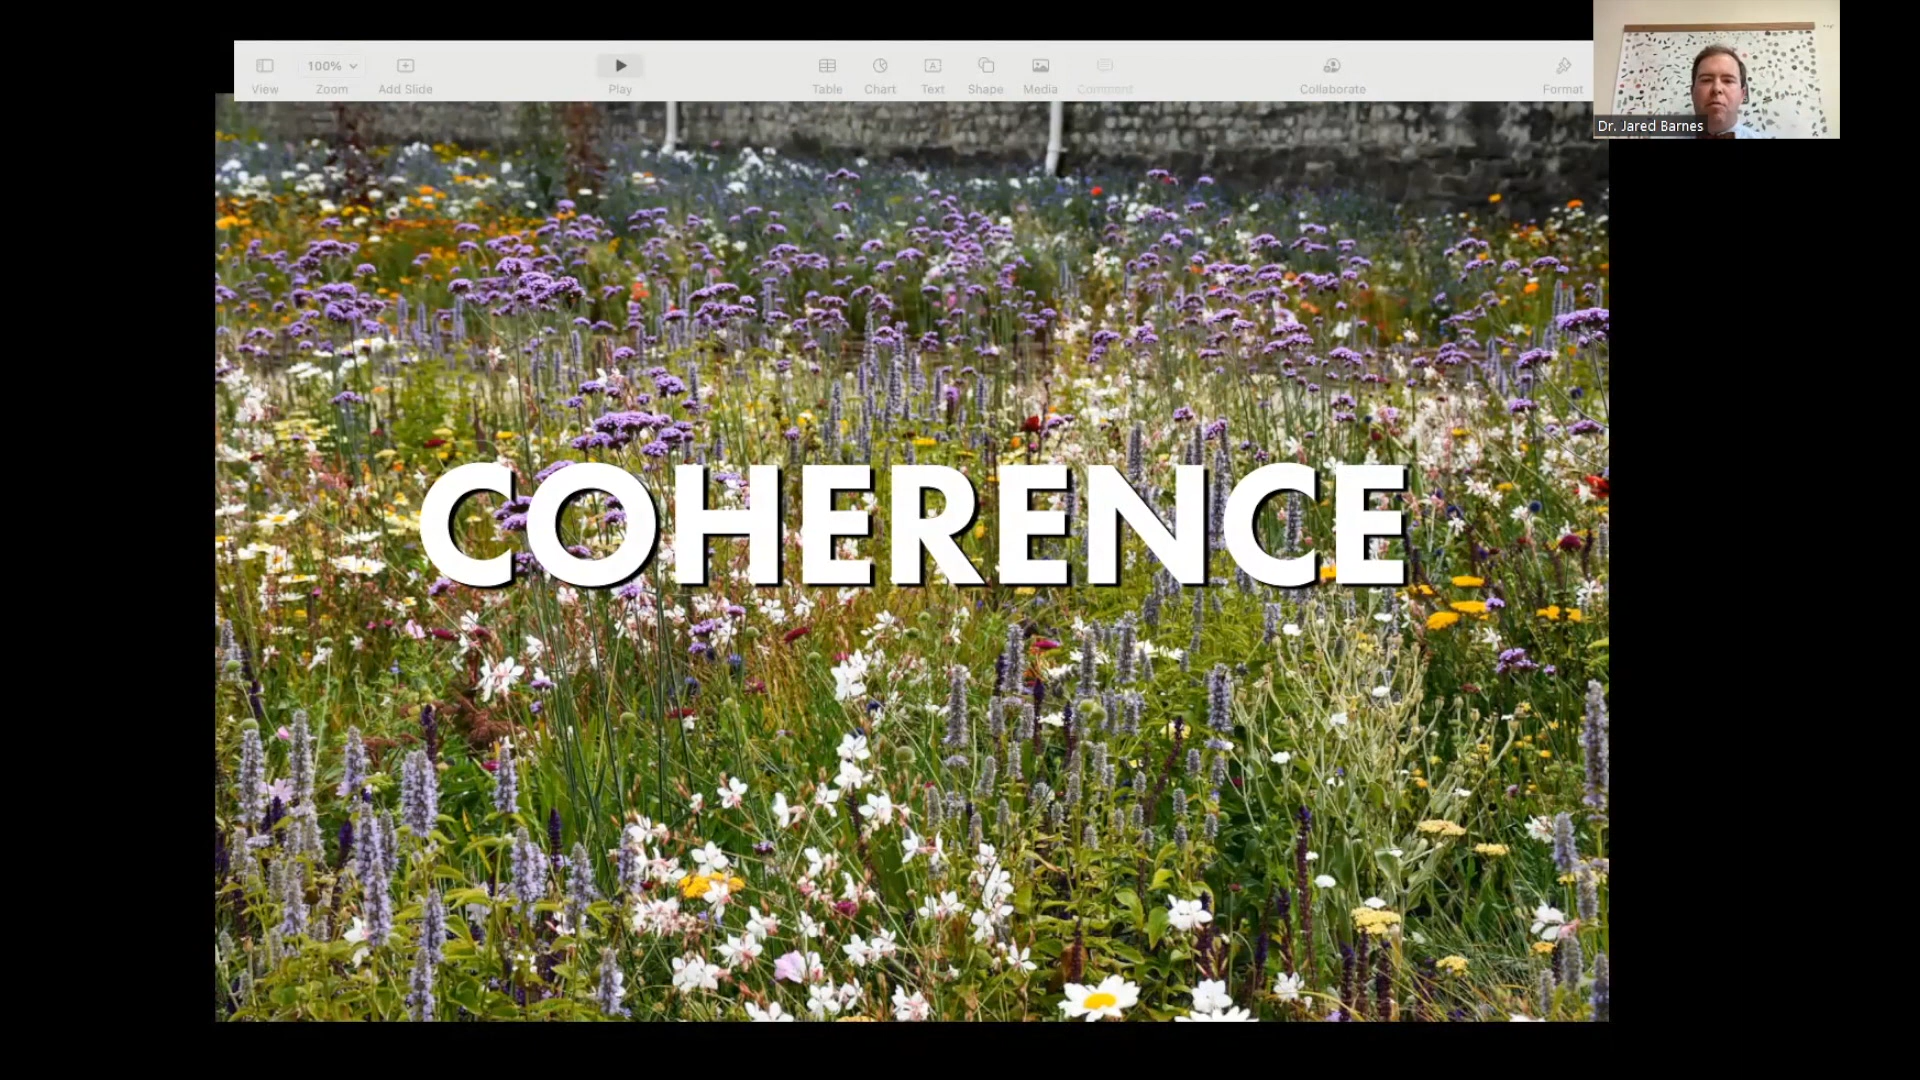 100%
View
Zoom
Add Slide
Play
Table
Chart
Text
Shape
Media
Comment
Collaborate
Format
Dr. Jared Barnes
COHERENCE